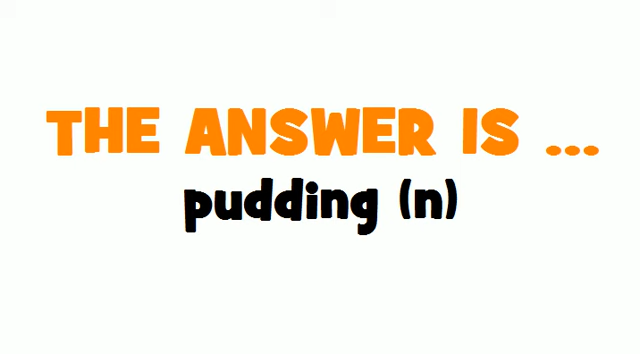 THE ANSWER IS ...
pudding (n)